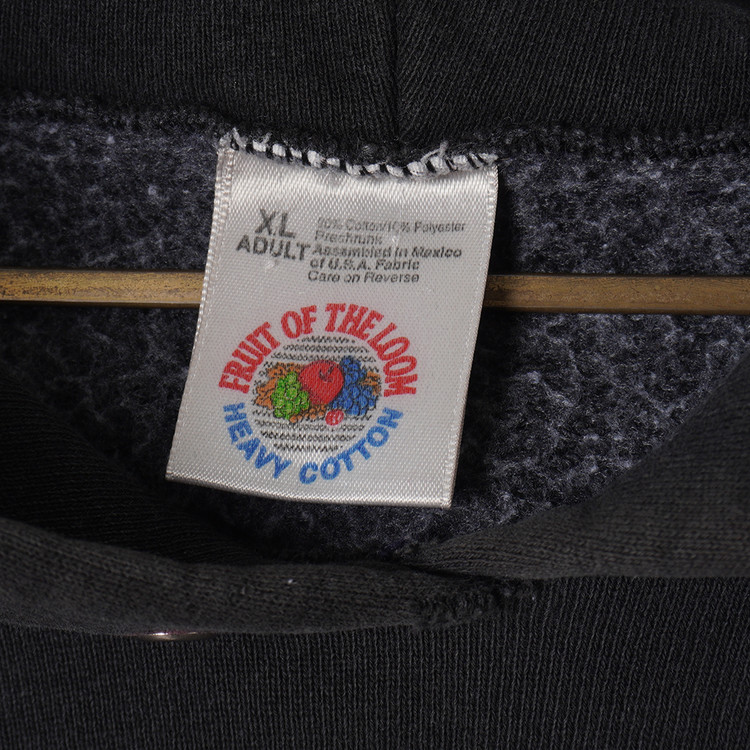 XL
ADULT
90% Cotton/10% Polyester
Preshrunk
Assembled in Mexico
of U.S.A. Fabric
Care on Reverse
FRUIT OF THE LOOM
HEAVY COTTON